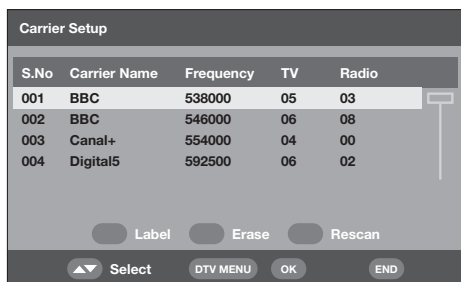 Carrier Setup
S.No Carrier Name Frequency TV Radio
001 BBC 538000 05 03
002 BBC 546000 06 08
003 Canal+ 554000 04 00
004 Digital5 592500 06 02
Label Erase Rescan
Select DTV MENU OK END